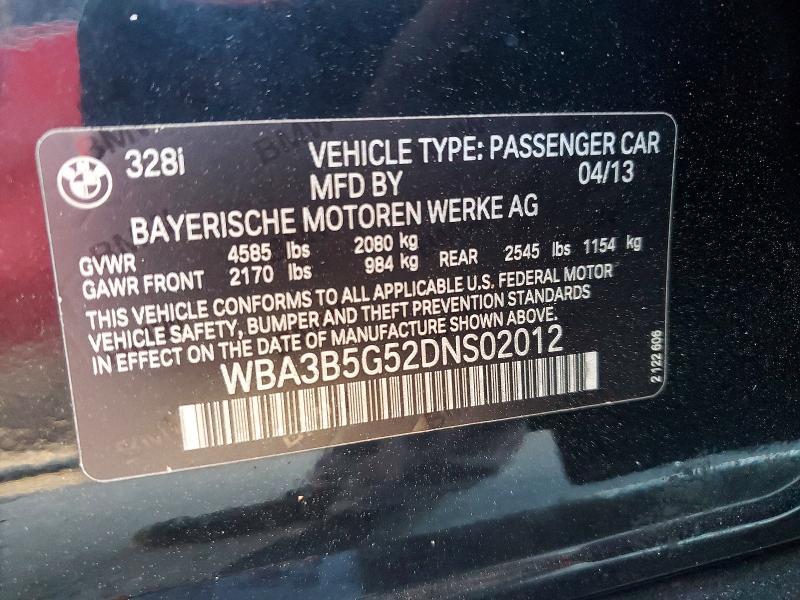 BMW
328i VEHICLE TYPE: PASSENGER CAR
MFD BY 04/13
BAYERISCHE MOTOREN WERKE AG
GVWR 4585 lbs 2080 kg
GAWR FRONT 2170 lbs 984 kg REAR 2545 lbs 1154 kg
THIS VEHICLE CONFORMS TO ALL APPLICABLE U.S. FEDERAL MOTOR
VEHICLE SAFETY, BUMPER AND THEFT PREVENTION STANDARDS
IN EFFECT ON THE DATE OF MANUFACTURE SHOWN ABOVE.
WBA3B5G52DNS02012
2 122 606